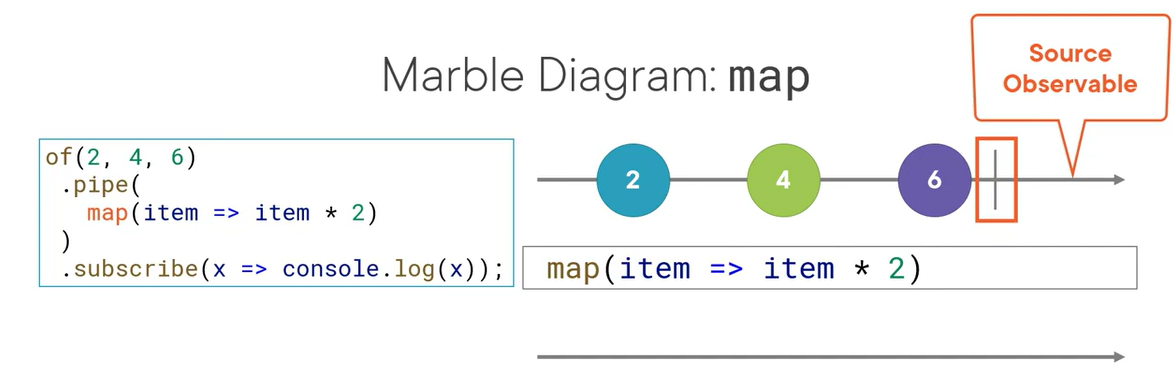 Marble Diagram: map
Source
Observable
of(2, 4, 6)
.pipe(
map(item => item * 2)
)
.subscribe(x => console.log(x));
2
4
6
map(item => item * 2)